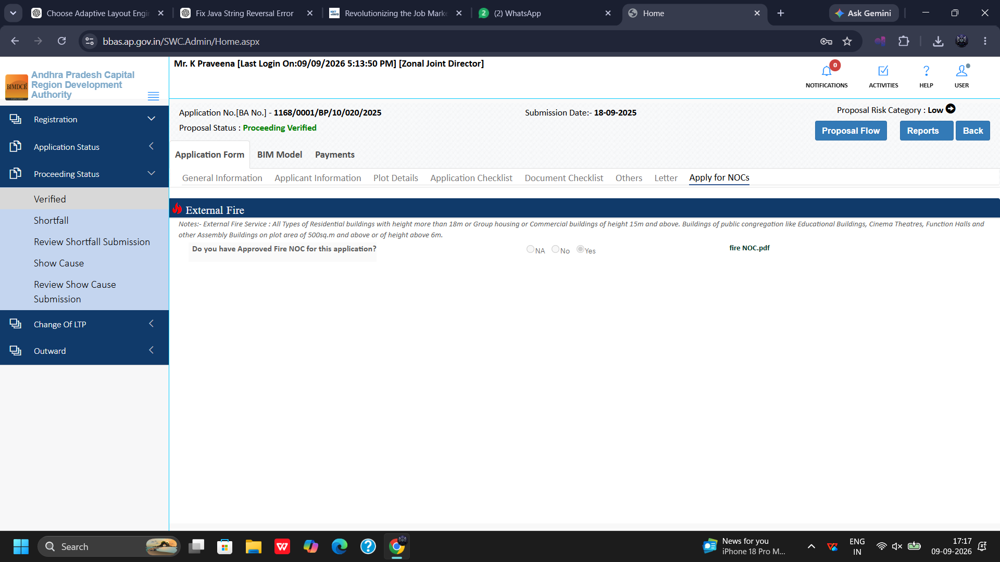 Choose Adaptive Layout Engin
Fix Java String Reversal Error
Revolutionizing the Job Marke
2
(2) WhatsApp
Home
Ask Gemini
bbas.ap.gov.in/SWC.Admin/Home.aspx
BIMDCR
Andhra Pradesh Capital
Region Development
Authority
Mr. K Praveena [Last Login On:09/09/2026 5:13:50 PM] [Zonal Joint Director]
0
NOTIFICATIONS
ACTIVITIES
HELP
USER
Registration
Application Status
Proceeding Status
Verified
Shortfall
Review Shortfall Submission
Show Cause
Review Show Cause
Submission
Change Of LTP
Outward
Application No.[BA No.] - 1168/0001/BP/10/020/2025
Submission Date:- 18-09-2025
Proposal Risk Category : Low
Proposal Status : Proceeding Verified
Proposal Flow
Reports
Back
Application Form
BIM Model
Payments
General Information
Applicant Information
Plot Details
Application Checklist
Document Checklist
Others
Letter
Apply for NOCs
External Fire
Notes:- External Fire Service : All Types of Residential buildings with height more than 18m or Group housing or Commercial buildings of height 15m and above. Buildings of public congregation like Educational Buildings, Cinema Theatres, Function Halls and
other Assembly Buildings on plot area of 500sq.m and above or of height above 6m.
Do you have Approved Fire NOC for this application?
NA
No
Yes
fire NOC.pdf
Search
News for you
iPhone 18 Pro M...
ENG
IN
17:17
09-09-2026